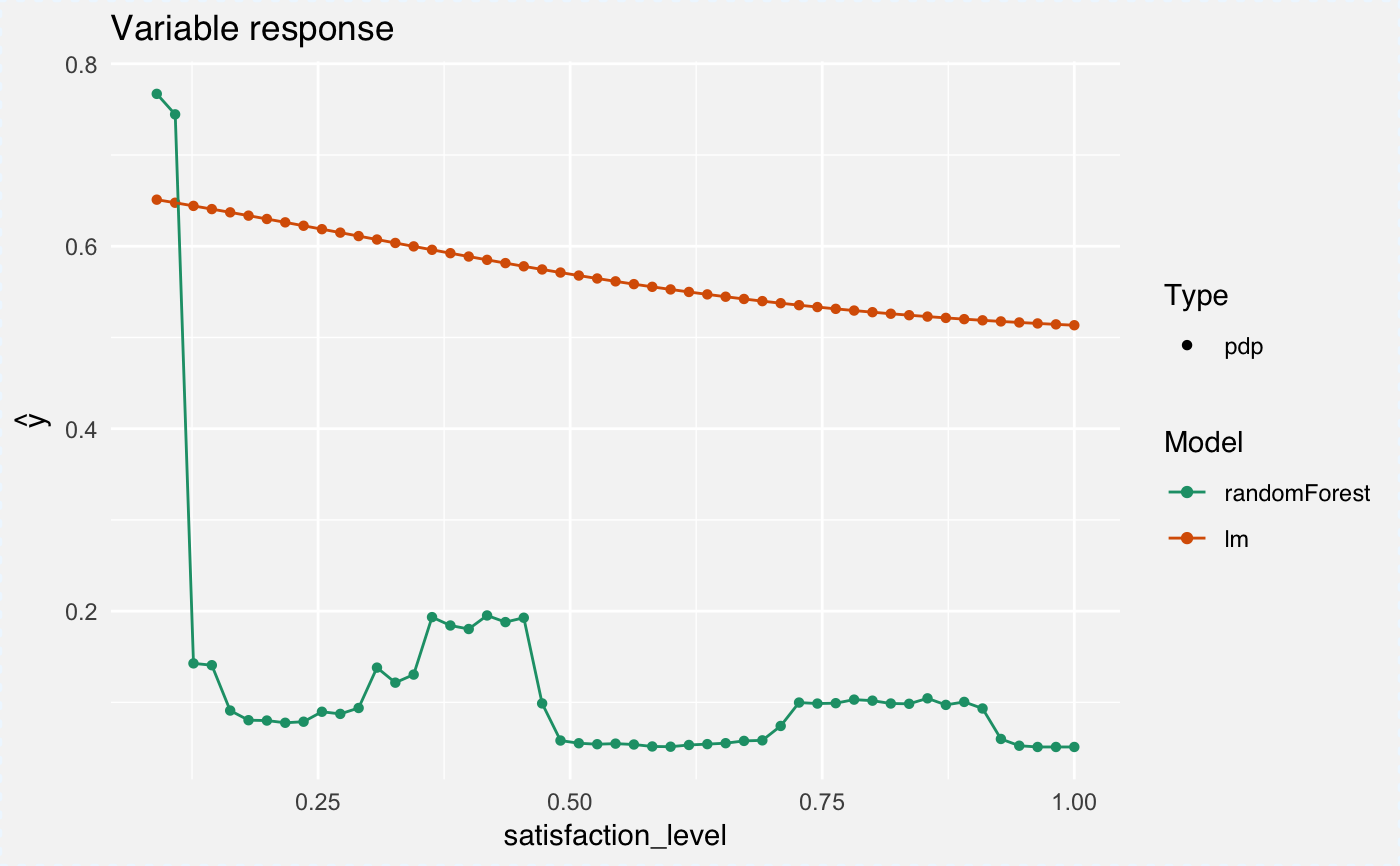 Variable response
0.8
0.6
0.4
0.2
ŷ
0.25 0.50 0.75 1.00
satisfaction_level
Type
pdp
Model
randomForest
lm